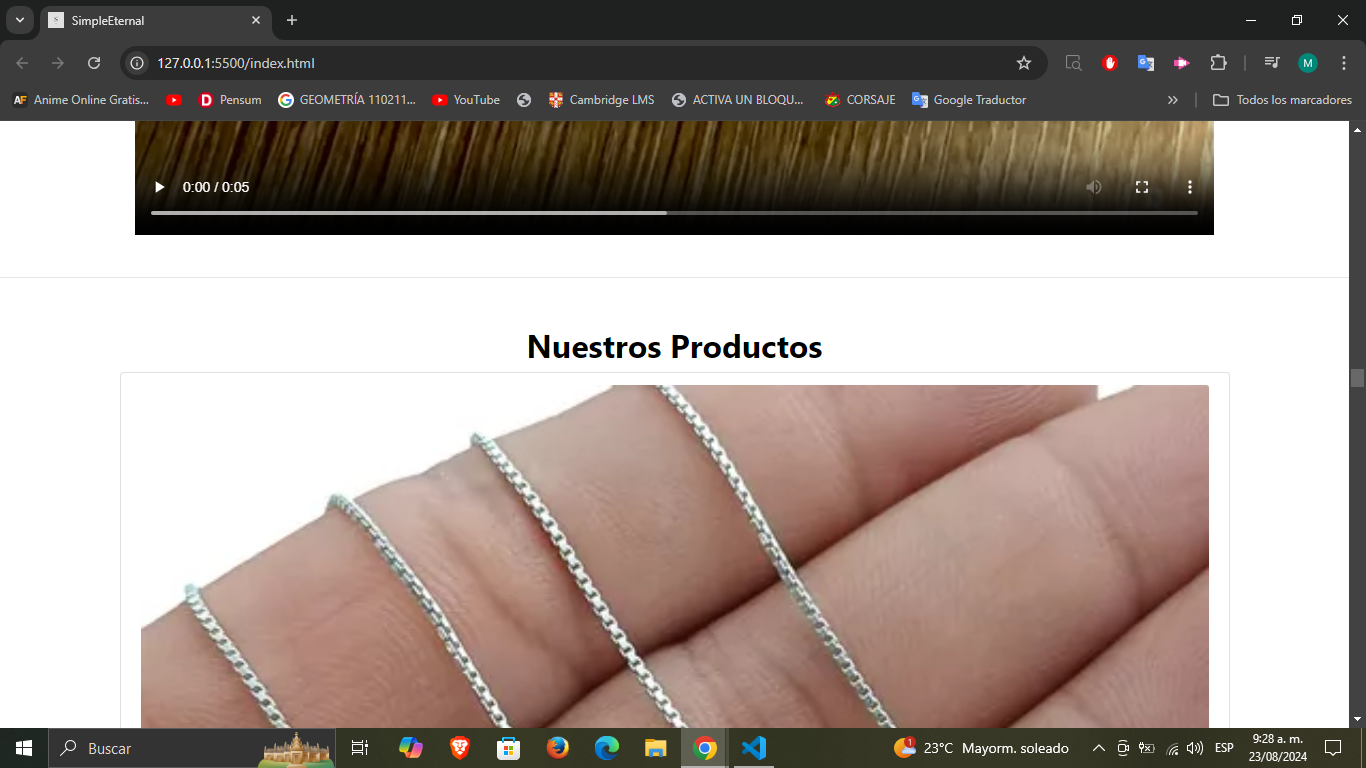 SimpleEternal
127.0.0.1:5500/index.html
M
Anime Online Gratis...
Pensum
GEOMETRÍA 110211...
YouTube
Cambridge LMS
ACTIVA UN BLOQU...
CORSAJE
Google Traductor
Todos los marcadores
0:00 / 0:05
Nuestros Productos
Buscar
1
23°C Mayorm. soleado
ESP
9:28 a. m.
23/08/2024